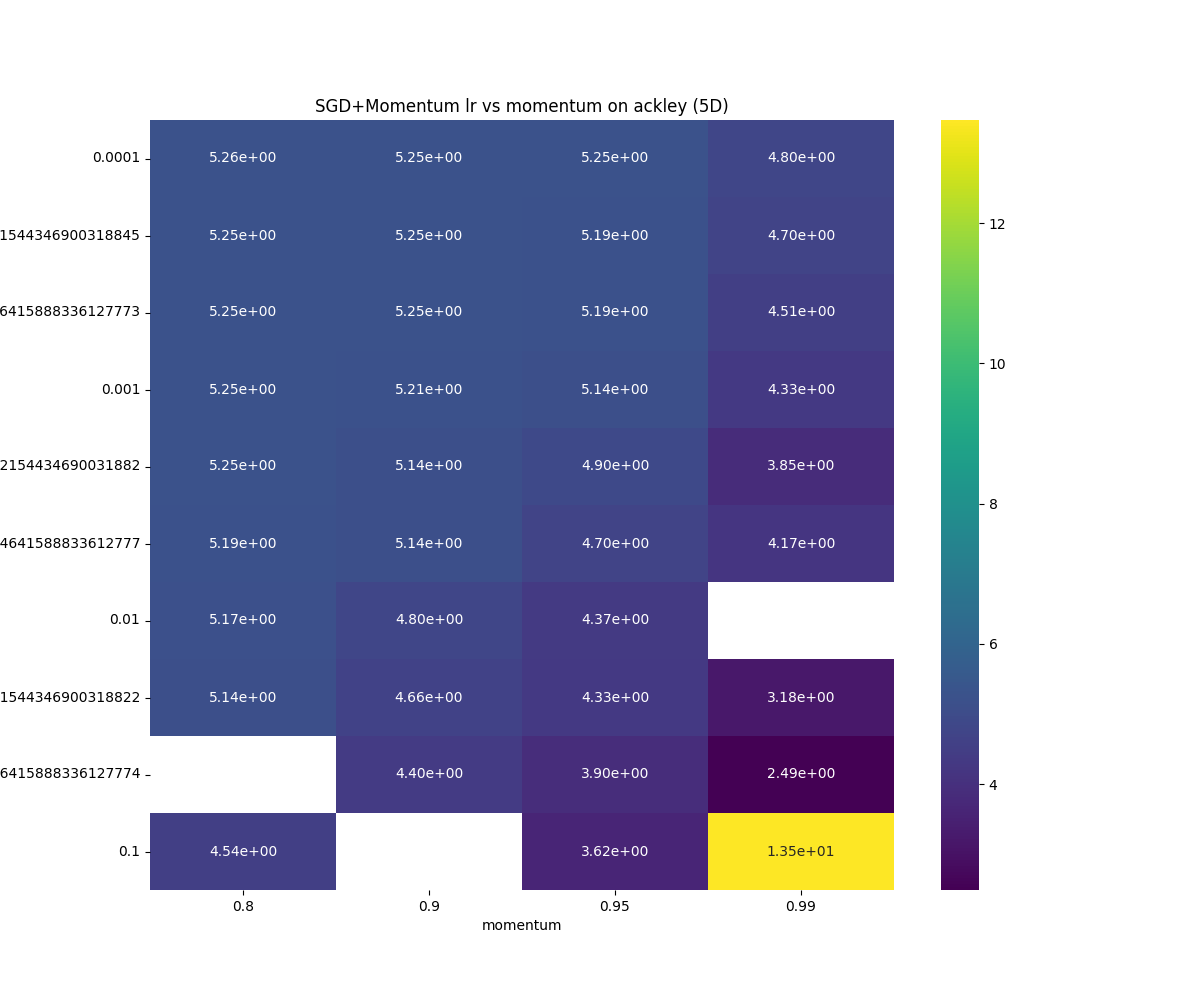 SGD+Momentum lr vs momentum on ackley (5D)
0.0001 5.26e+00 5.25e+00 5.25e+00 4.80e+00
1544346900318845 5.25e+00 5.25e+00 5.19e+00 4.70e+00
6415888336127773 5.25e+00 5.25e+00 5.19e+00 4.51e+00
0.001 5.25e+00 5.21e+00 5.14e+00 4.33e+00
2154434690031882 5.25e+00 5.14e+00 4.90e+00 3.85e+00
4641588833612777 5.19e+00 5.14e+00 4.70e+00 4.17e+00
0.01 5.17e+00 4.80e+00 4.37e+00
1544346900318822 5.14e+00 4.66e+00 4.33e+00 3.18e+00
6415888336127774 4.40e+00 3.90e+00 2.49e+00
0.1 4.54e+00 3.62e+00 1.35e+01
0.8 0.9 0.95 0.99
momentum
12
10
8
6
4